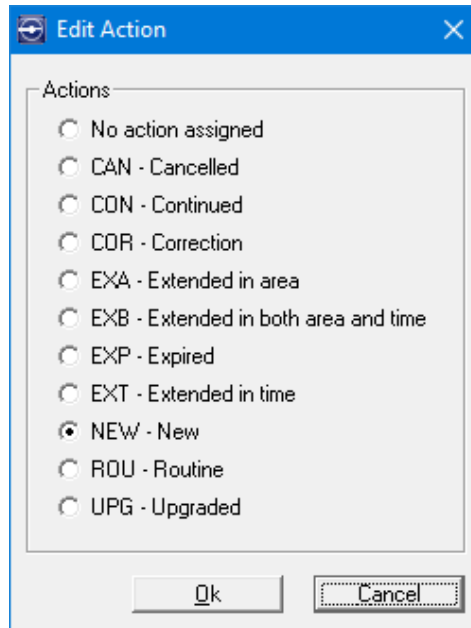 Edit Action
Actions
No action assigned
CAN - Cancelled
CON - Continued
COR - Correction
EXA - Extended in area
EXB - Extended in both area and time
EXP - Expired
EXT - Extended in time
NEW - New
ROU - Routine
UPG - Upgraded
Ok Cancel